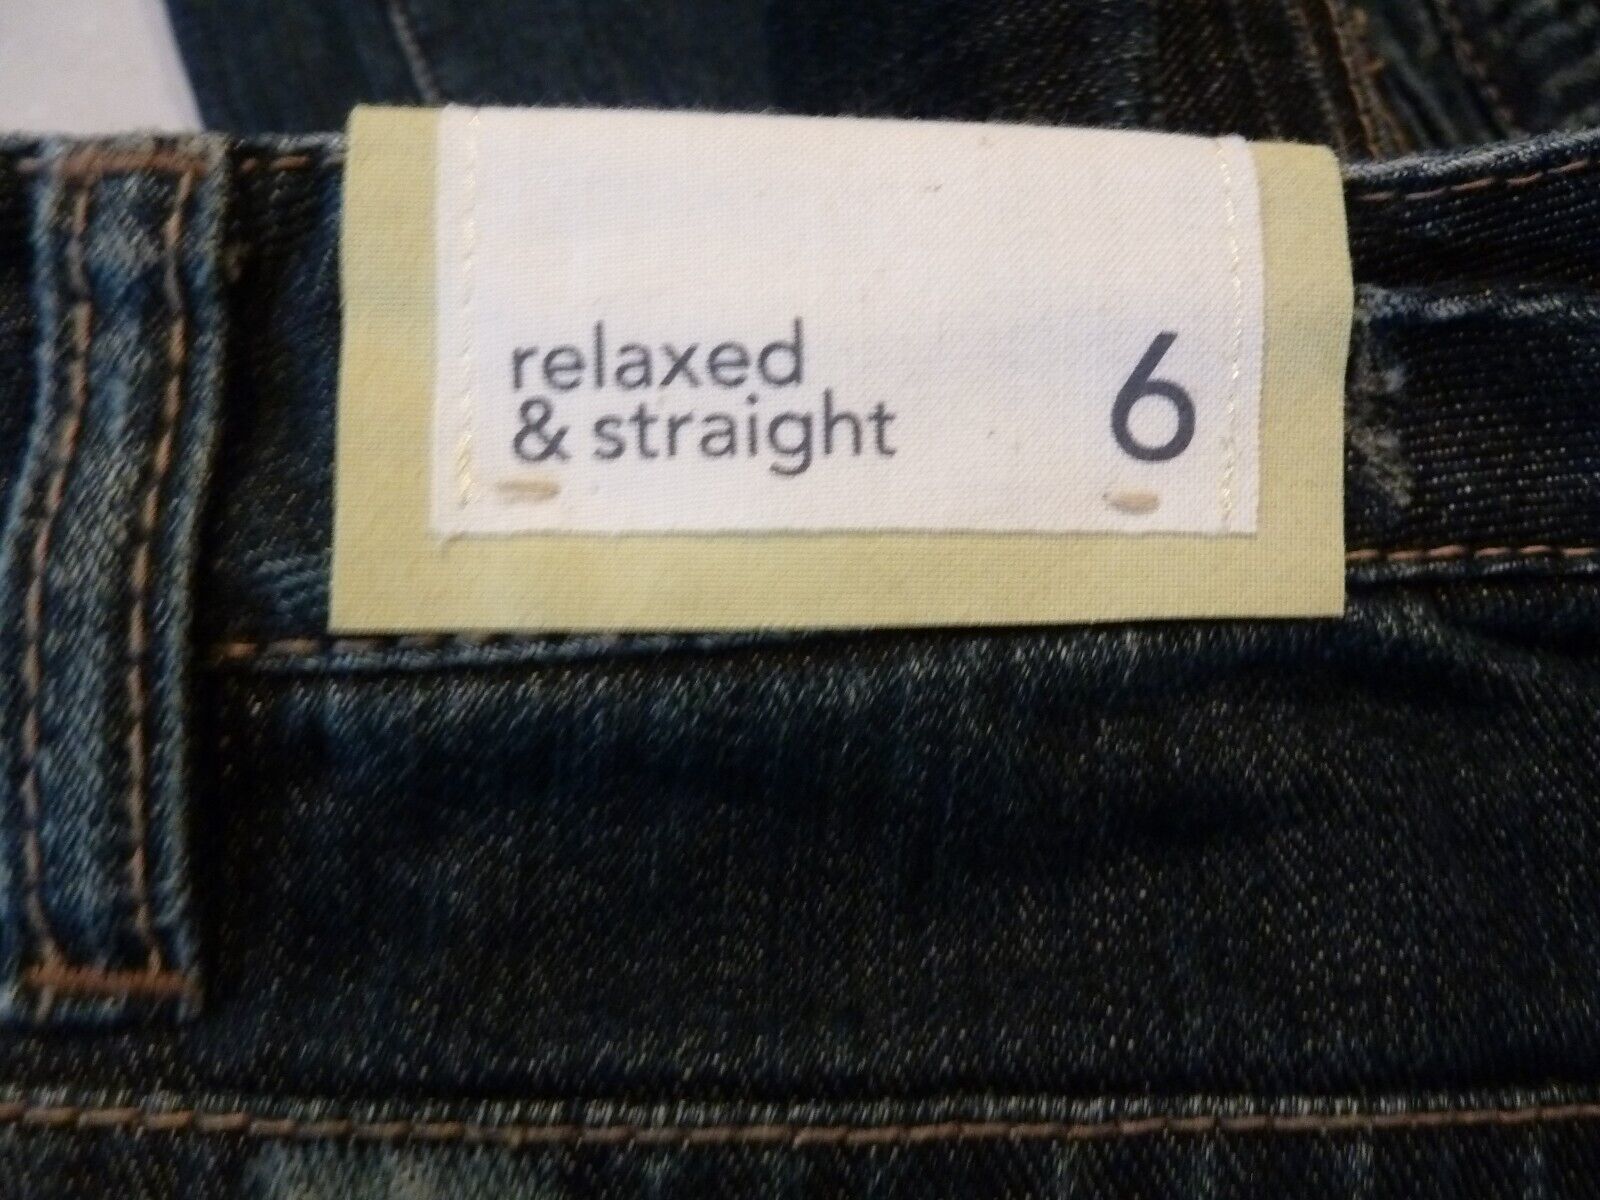 relaxed
& straight
6